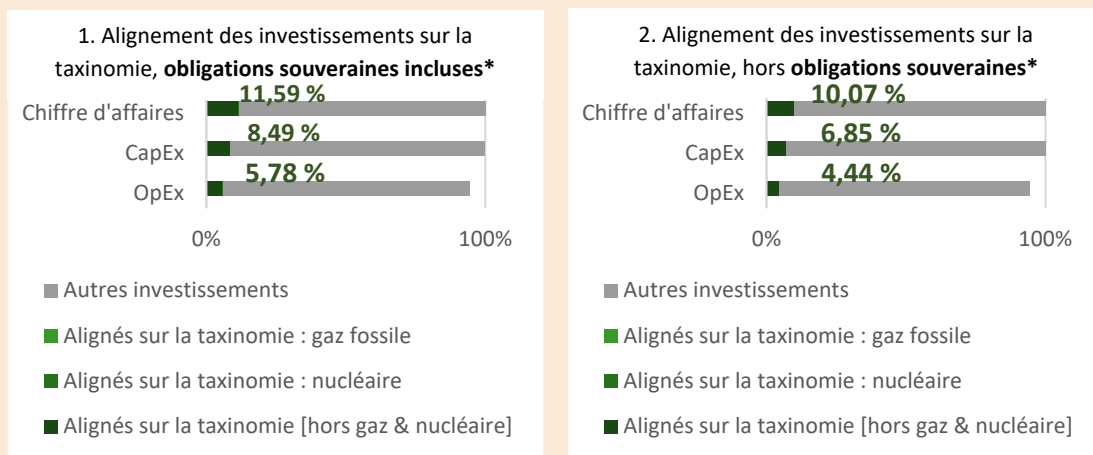 1. Alignement des investissements sur la
taxinomie, obligations souveraines incluses*
11,59 %
Chiffre d'affaires
8,49 %
CapEx
5,78 %
OpEx
0% 100%
Autres investissements
Alignés sur la taxinomie : gaz fossile
Alignés sur la taxinomie : nucléaire
Alignés sur la taxinomie [hors gaz & nucléaire]
2. Alignement des investissements sur la
taxinomie, hors obligations souveraines*
10,07 %
Chiffre d'affaires
6,85 %
CapEx
4,44 %
OpEx
0% 100%
Autres investissements
Alignés sur la taxinomie : gaz fossile
Alignés sur la taxinomie : nucléaire
Alignés sur la taxinomie [hors gaz & nucléaire]